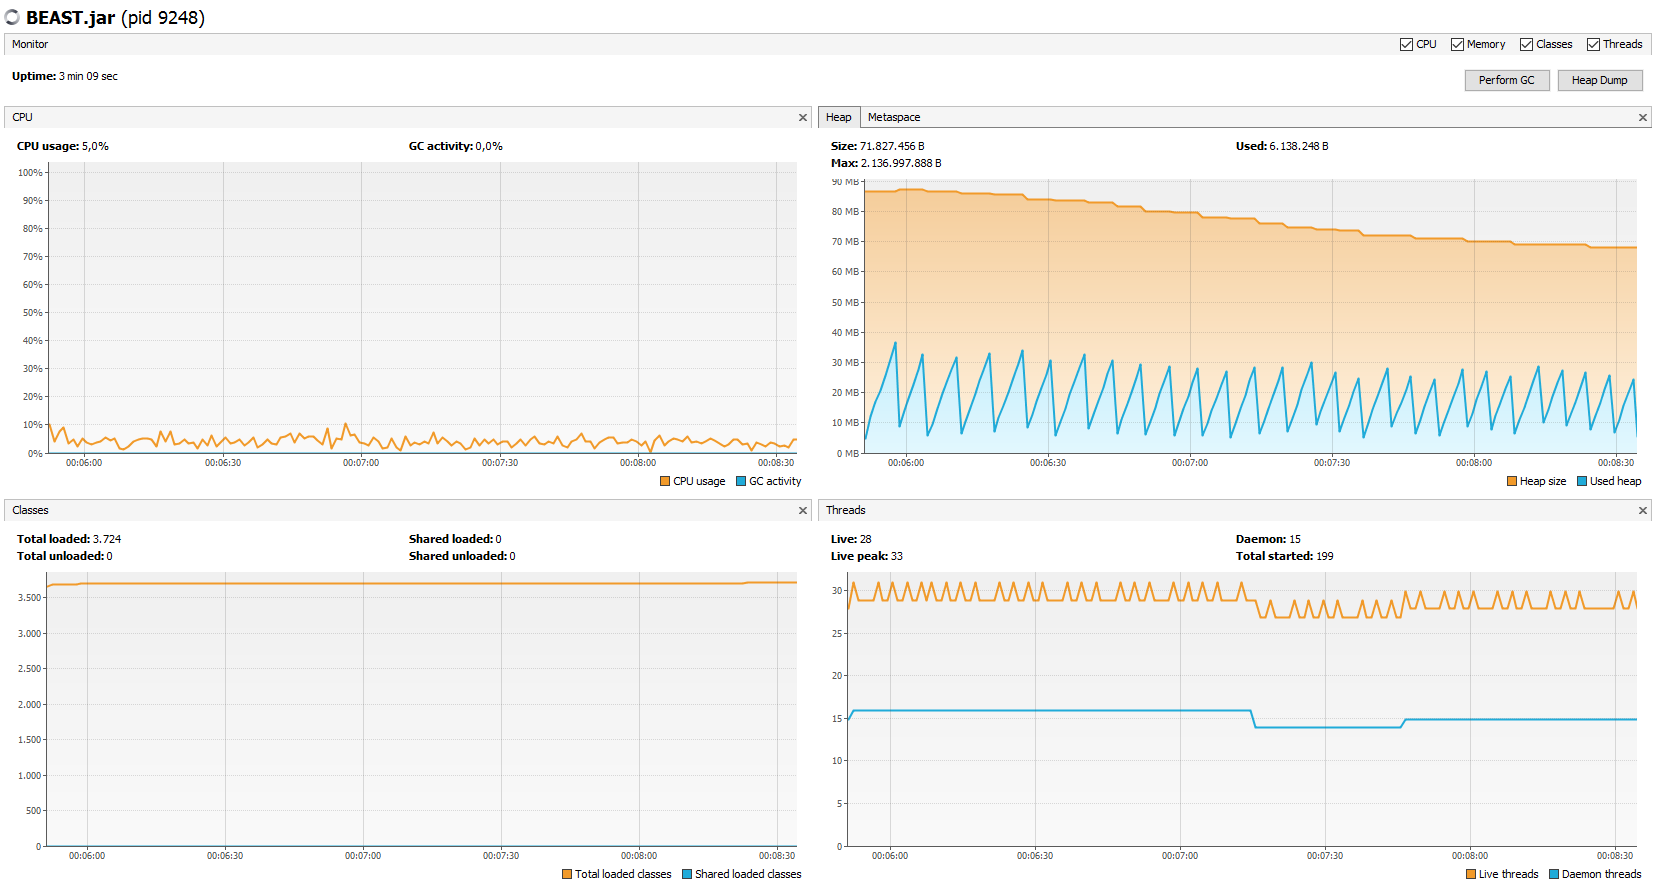 BEAST.jar (pid 9248)
Monitor
CPU Memory Classes Threads
Uptime: 3 min 09 sec
Perform GC Heap Dump
CPU
CPU usage: 5,0% GC activity: 0,0%
100%
90%
80%
70%
60%
50%
40%
30%
20%
10%
0%
00:06:00 00:06:30 00:07:00 00:07:30 00:08:00 00:08:30
CPU usage GC activity
Heap Metaspace
Size: 71.827.456 B Used: 6.138.248 B
Max: 2.136.997.888 B
90 MB
80 MB
70 MB
60 MB
50 MB
40 MB
30 MB
20 MB
10 MB
0 MB
00:06:00 00:06:30 00:07:00 00:07:30 00:08:00 00:08:30
Heap size Used heap
Classes
Total loaded: 3.724 Shared loaded: 0
Total unloaded: 0 Shared unloaded: 0
3.500
3.000
2.500
2.000
1.500
1.000
500
0
00:06:00 00:06:30 00:07:00 00:07:30 00:08:00 00:08:30
Total loaded classes Shared loaded classes
Threads
Live: 28 Daemon: 15
Live peak: 33 Total started: 199
30
25
20
15
10
5
0
00:06:00 00:06:30 00:07:00 00:07:30 00:08:00 00:08:30
Live threads Daemon threads